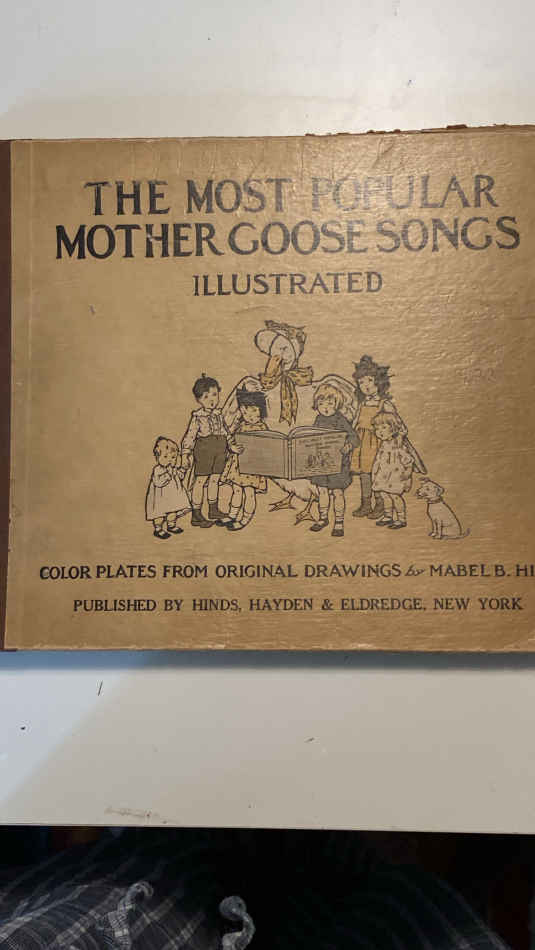 THE MOST POPULAR
MOTHER GOOSE SONGS
ILLUSTRATED
COLOR PLATES FROM ORIGINAL DRAWINGS by MABEL B. HI
PUBLISHED BY HINDS, HAYDEN & ELDREDGE, NEW YORK